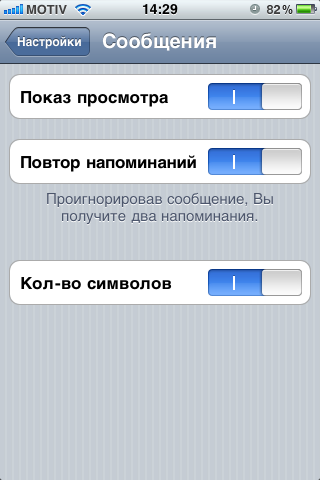 MOTIV 14:29 82%
Настройки Сообщения
Показ просмотра
Повтор напоминаний
Проигнорировав сообщение, Вы
получите два напоминания.
Кол-во символов